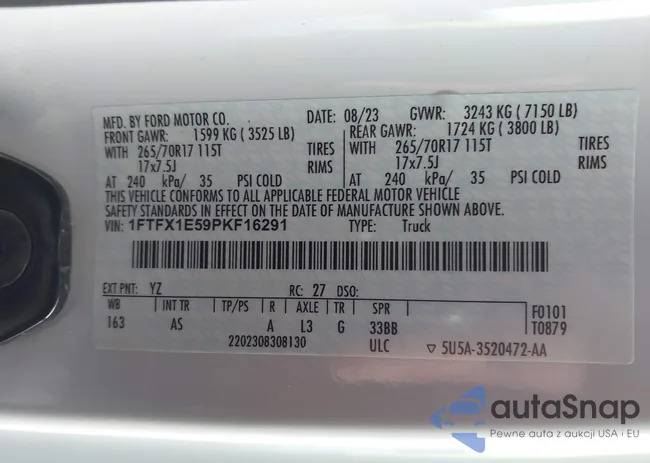 MFD. BY FORD MOTOR CO. DATE: 08/23 GVWR: 3243 KG ( 7150 LB)
FRONT GAWR: 1599 KG ( 3525 LB) REAR GAWR: 1724 KG ( 3800 LB)
WITH 265/70R17 115T TIRES WITH 265/70R17 115T TIRES
17x7.5J RIMS 17x7.5J RIMS
AT 240 kPa/ 35 PSI COLD AT 240 kPa/ 35 PSI COLD
THIS VEHICLE CONFORMS TO ALL APPLICABLE FEDERAL MOTOR VEHICLE
SAFETY STANDARDS IN EFFECT ON THE DATE OF MANUFACTURE SHOWN ABOVE.
VIN: 1FTFX1E59PKF16291 TYPE: Truck
EXT PNT: YZ RC: 27 DSO:
WB INT TR TP/PS R AXLE TR SPR F0101
163 AS A L3 G 33BB T0879
2202308308130 ULC ▽ 5U5A-3520472-AA
autaSnap
Pewne auta z aukcji USA i EU